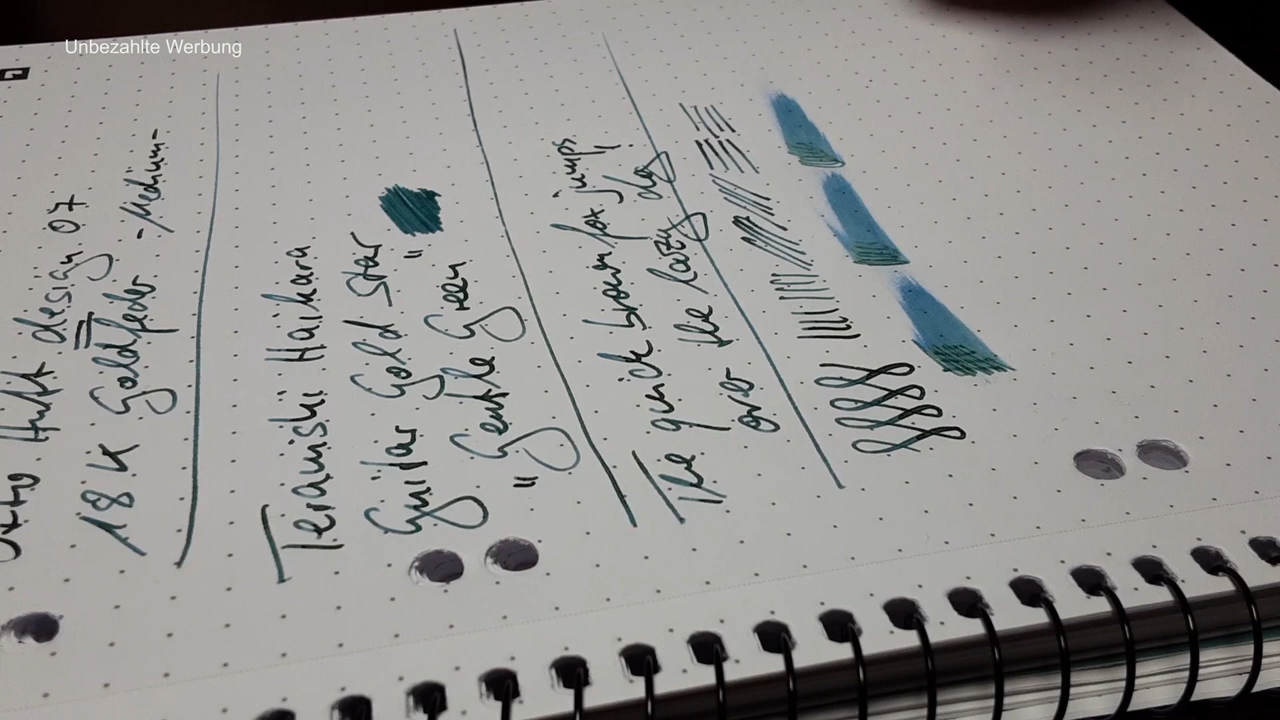 Unbezahlte Werbung
Otto Hutt design 07
18 K Goldfeder - Medium -
Teranishi Haikara
Guitar Gold Star
" Gentle Green "
The quick brown fox jumps
over the lazy dog